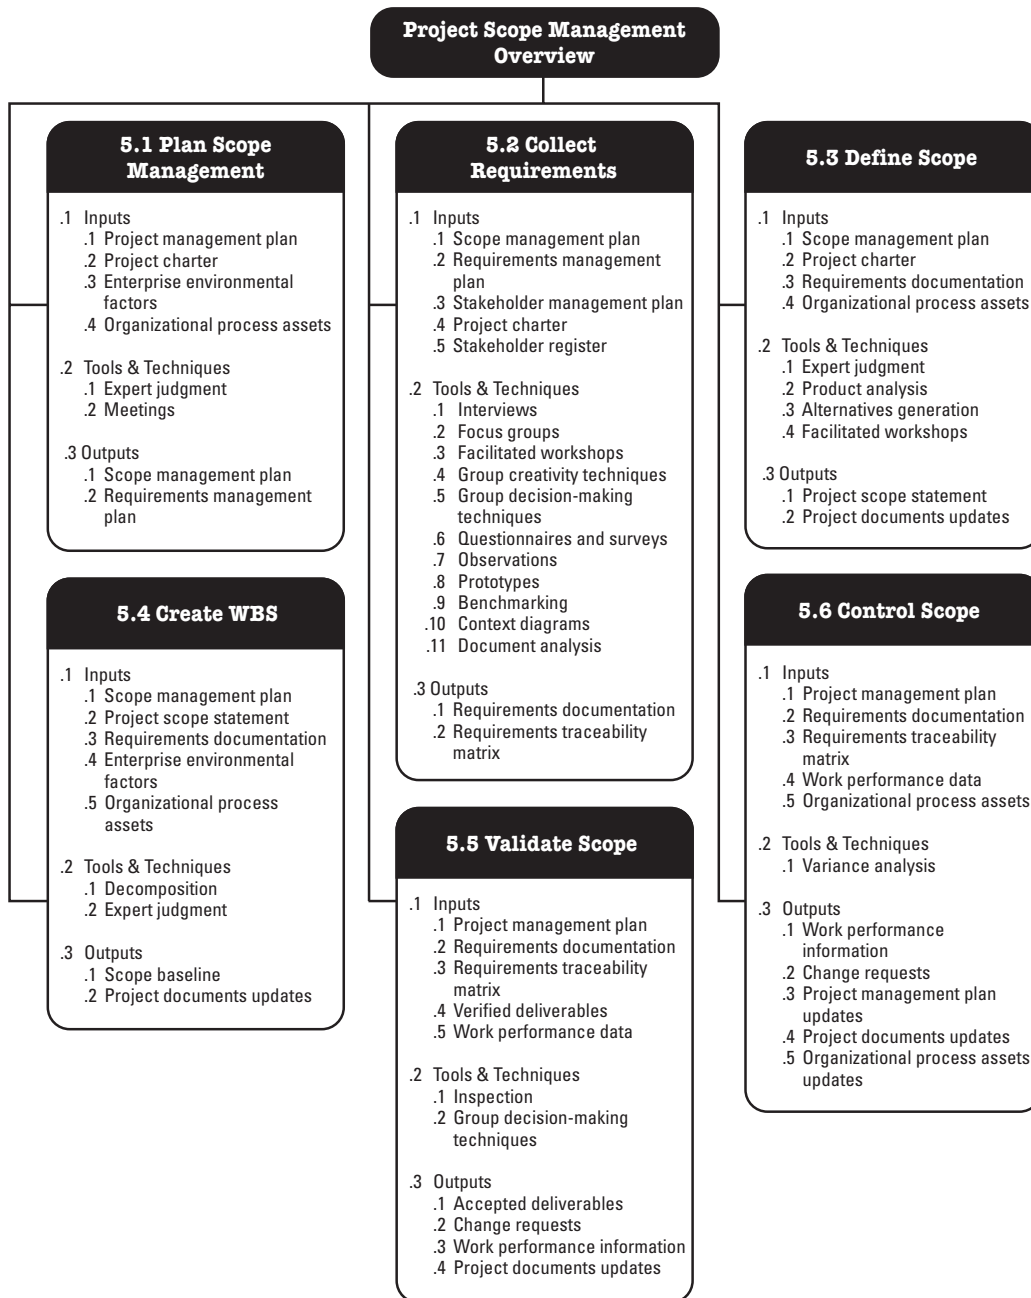 Project Scope Management
Overview
5.1 Plan Scope
Management
.1 Inputs
.1 Project management plan
.2 Project charter
.3 Enterprise environmental
factors
.4 Organizational process assets
.2 Tools & Techniques
.1 Expert judgment
.2 Meetings
.3 Outputs
.1 Scope management plan
.2 Requirements management
plan
5.2 Collect
Requirements
.1 Inputs
.1 Scope management plan
.2 Requirements management
plan
.3 Stakeholder management plan
.4 Project charter
.5 Stakeholder register
.2 Tools & Techniques
.1 Interviews
.2 Focus groups
.3 Facilitated workshops
.4 Group creativity techniques
.5 Group decision-making
techniques
.6 Questionnaires and surveys
.7 Observations
.8 Prototypes
.9 Benchmarking
.10 Context diagrams
.11 Document analysis
.3 Outputs
.1 Requirements documentation
.2 Requirements traceability
matrix
5.3 Define Scope
.1 Inputs
.1 Scope management plan
.2 Project charter
.3 Requirements documentation
.4 Organizational process assets
.2 Tools & Techniques
.1 Expert judgment
.2 Product analysis
.3 Alternatives generation
.4 Facilitated workshops
.3 Outputs
.1 Project scope statement
.2 Project documents updates
5.4 Create WBS
.1 Inputs
.1 Scope management plan
.2 Project scope statement
.3 Requirements documentation
.4 Enterprise environmental
factors
.5 Organizational process
assets
.2 Tools & Techniques
.1 Decomposition
.2 Expert judgment
.3 Outputs
.1 Scope baseline
.2 Project documents updates
5.5 Validate Scope
.1 Inputs
.1 Project management plan
.2 Requirements documentation
.3 Requirements traceability
matrix
.4 Verified deliverables
.5 Work performance data
.2 Tools & Techniques
.1 Inspection
.2 Group decision-making
techniques
.3 Outputs
.1 Accepted deliverables
.2 Change requests
.3 Work performance information
.4 Project documents updates
5.6 Control Scope
.1 Inputs
.1 Project management plan
.2 Requirements documentation
.3 Requirements traceability
matrix
.4 Work performance data
.5 Organizational process assets
.2 Tools & Techniques
.1 Variance analysis
.3 Outputs
.1 Work performance
information
.2 Change requests
.3 Project management plan
updates
.4 Project documents updates
.5 Organizational process assets
updates